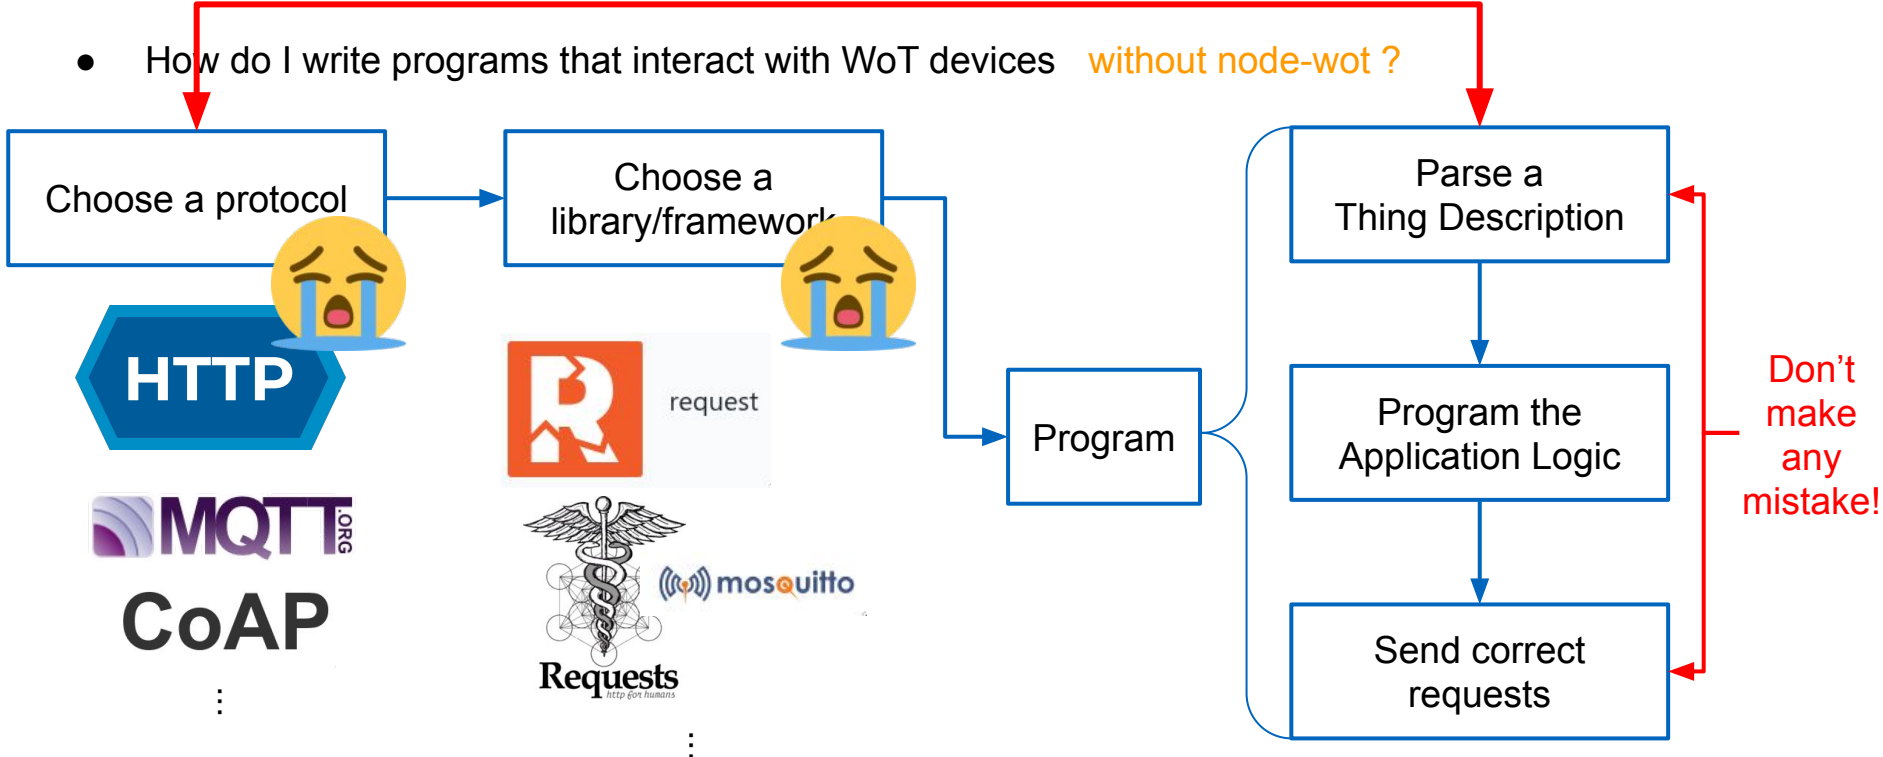 ● How do I write programs that interact with WoT devices without node-wot ?
Choose a protocol
Choose a
library/framework
Parse a
Thing Description
HTTP
request
Program
Program the
Application Logic
Don't
make
any
mistake!
MQTT.ORG
mosquitto
CoAP
Requests
http for humans
Send correct
requests
⋮
⋮